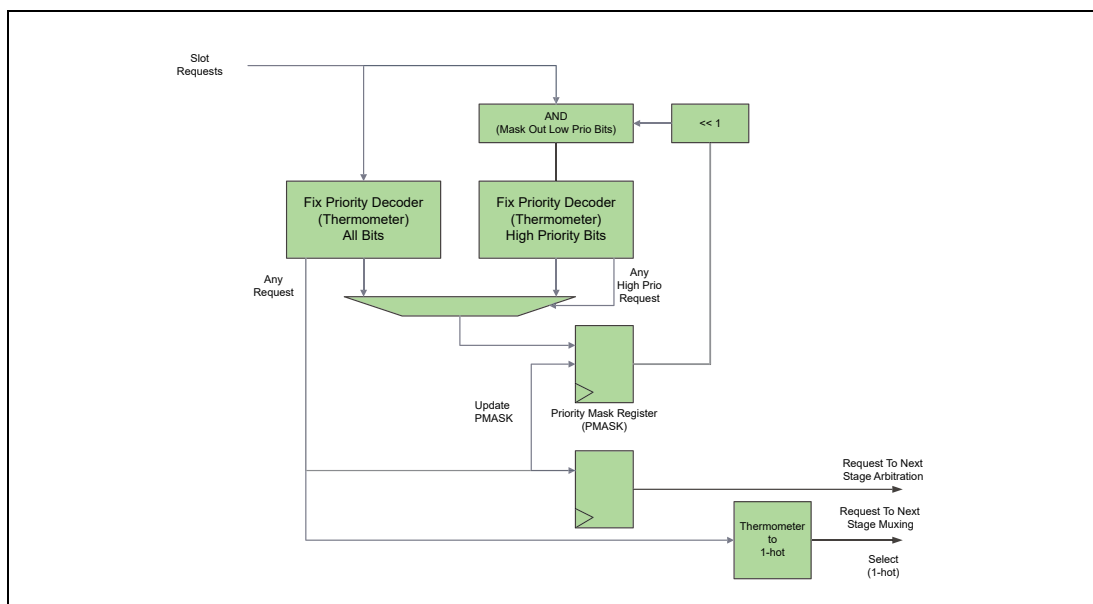 Slot
Requests
AND
(Mask Out Low Prio Bits)
<< 1
Fix Priority Decoder
(Thermometer)
All Bits
Fix Priority Decoder
(Thermometer)
High Priority Bits
Any
Request
Any
High Prio
Request
Update
PMASK
Priority Mask Register
(PMASK)
Request To Next
Stage Arbitration
Thermometer
to
1-hot
Request To Next
Stage Muxing
Select
(1-hot)